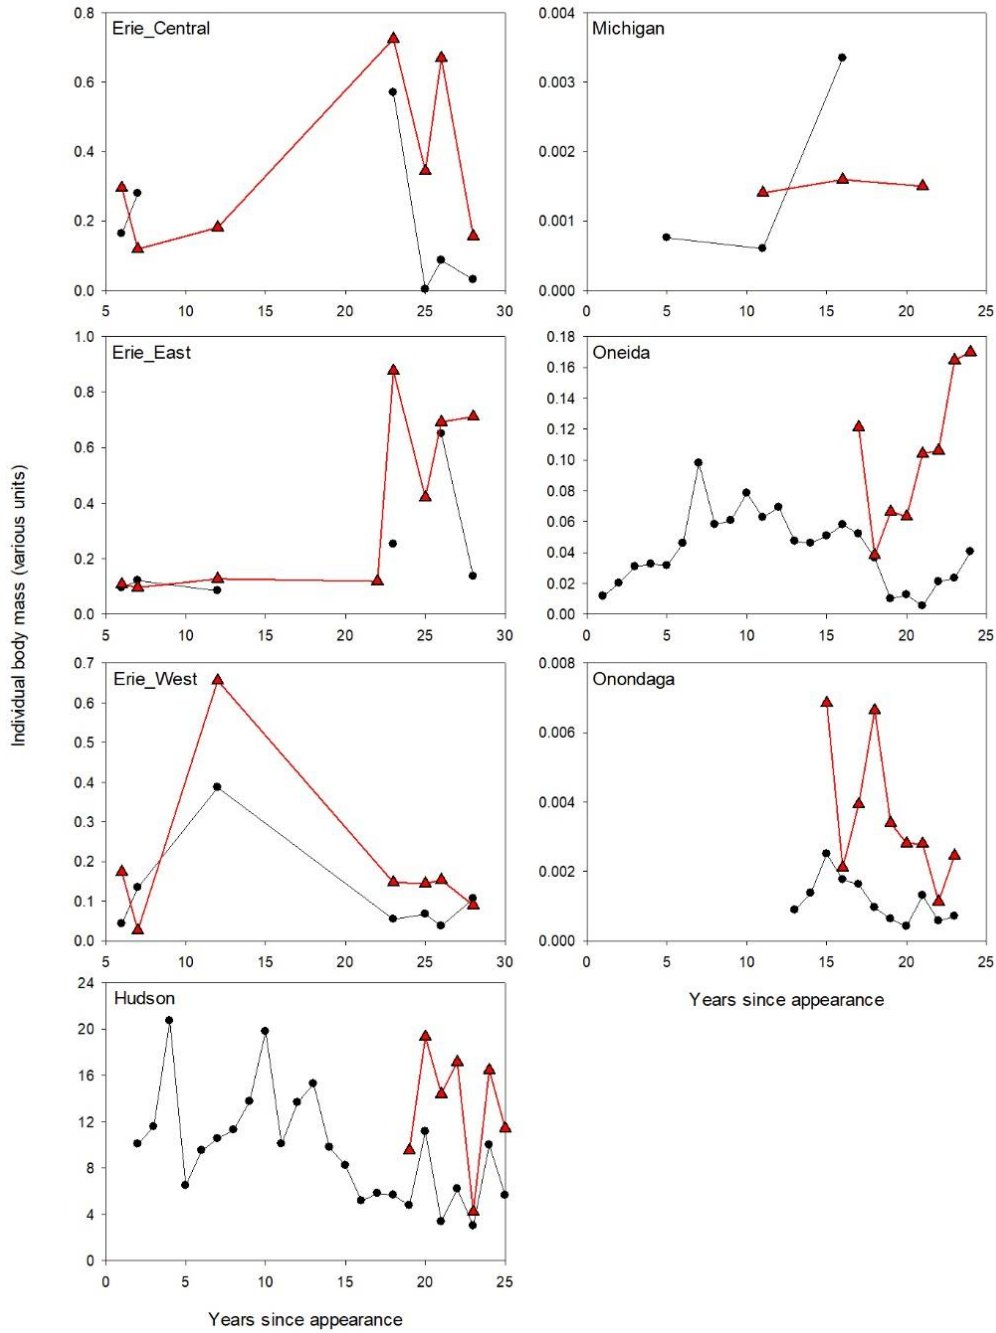 Individual body mass (various units)
Erie_Central
0.8
0.6
0.4
0.2
0.0
5 10 15 20 25 30
Michigan
0.004
0.003
0.002
0.001
0.000
0 5 10 15 20 25
Erie_East
1.0
0.8
0.6
0.4
0.2
0.0
5 10 15 20 25 30
Oneida
0.18
0.16
0.14
0.12
0.10
0.08
0.06
0.04
0.02
0.00
0 5 10 15 20 25
Erie_West
0.7
0.6
0.5
0.4
0.3
0.2
0.1
0.0
5 10 15 20 25 30
Onondaga
0.008
0.006
0.004
0.002
0.000
0 5 10 15 20 25
Years since appearance
Hudson
24
20
16
12
8
4
0
0 5 10 15 20 25
Years since appearance